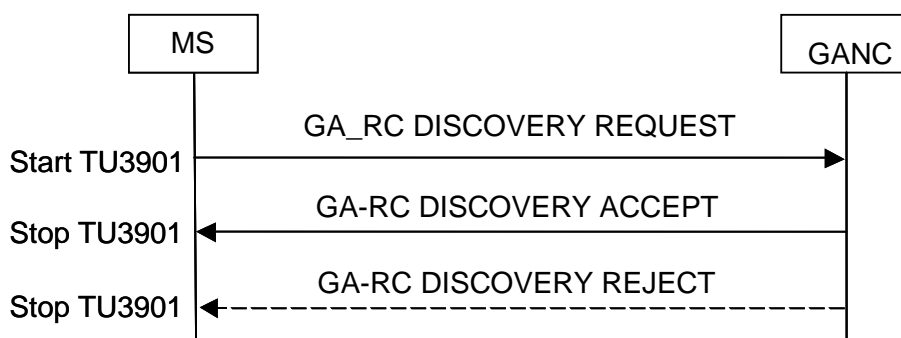 MS
GANC
GA_RC DISCOVERY REQUEST
Start TU3901
GA-RC DISCOVERY ACCEPT
Stop TU3901
GA-RC DISCOVERY REJECT
Stop TU3901